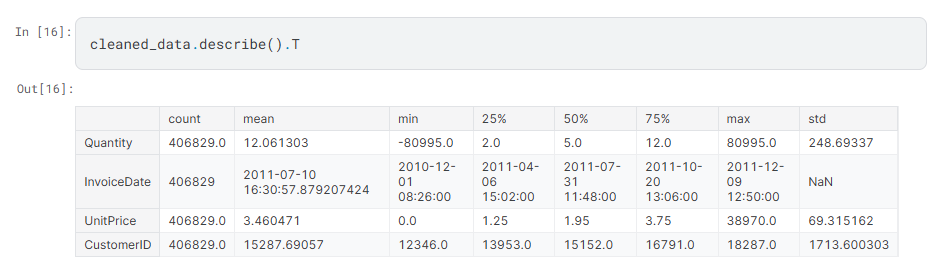 In [16]:
cleaned_data.describe().T
Out[16]:
count mean min 25% 50% 75% max std
Quantity 406829.0 12.061303 -80995.0 2.0 5.0 12.0 80995.0 248.69337
InvoiceDate 406829 2011-07-10 16:30:57.879207424 2010-12-01 08:26:00 2011-04-06 15:02:00 2011-07-31 11:48:00 2011-10-20 13:06:00 2011-12-09 12:50:00 NaN
UnitPrice 406829.0 3.460471 0.0 1.25 1.95 3.75 38970.0 69.315162
CustomerID 406829.0 15287.69057 12346.0 13953.0 15152.0 16791.0 18287.0 1713.600303